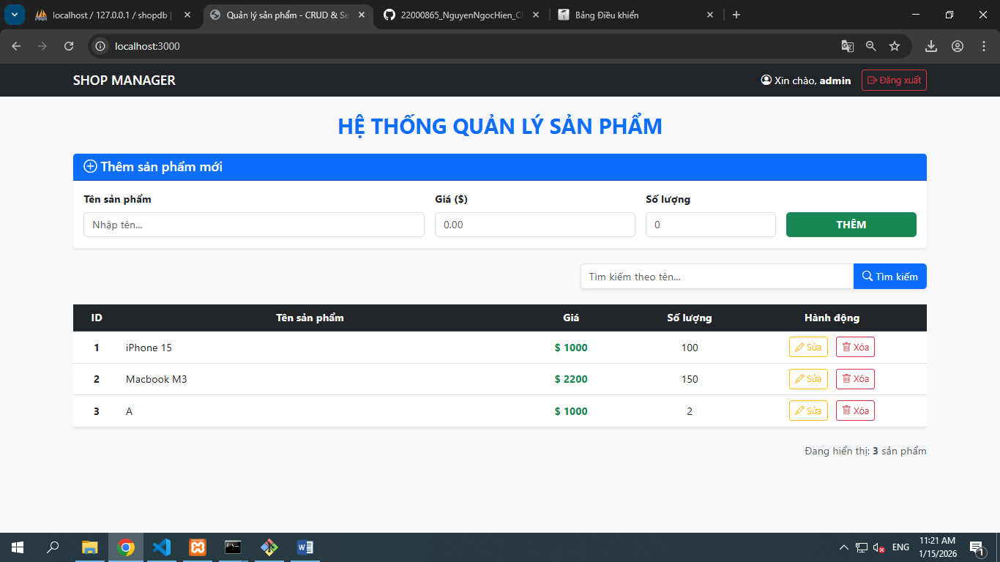 localhost / 127.0.0.1 / shopdb |
Quản lý sản phẩm - CRUD & Se
22000865_NguyenNgocHien_C
Bảng Điều khiển
localhost:3000
SHOP MANAGER
Xin chào, admin
Đăng xuất
HỆ THỐNG QUẢN LÝ SẢN PHẨM
Thêm sản phẩm mới
Tên sản phẩm Giá ($) Số lượng
Nhập tên... 0.00 0 THÊM
Tìm kiếm theo tên... Tìm kiếm
ID Tên sản phẩm Giá Số lượng Hành động
1 iPhone 15 $ 1000 100 Sửa Xóa
2 Macbook M3 $ 2200 150 Sửa Xóa
3 A $ 1000 2 Sửa Xóa
Đang hiển thị: 3 sản phẩm
ENG
11:21 AM
1/15/2026
1